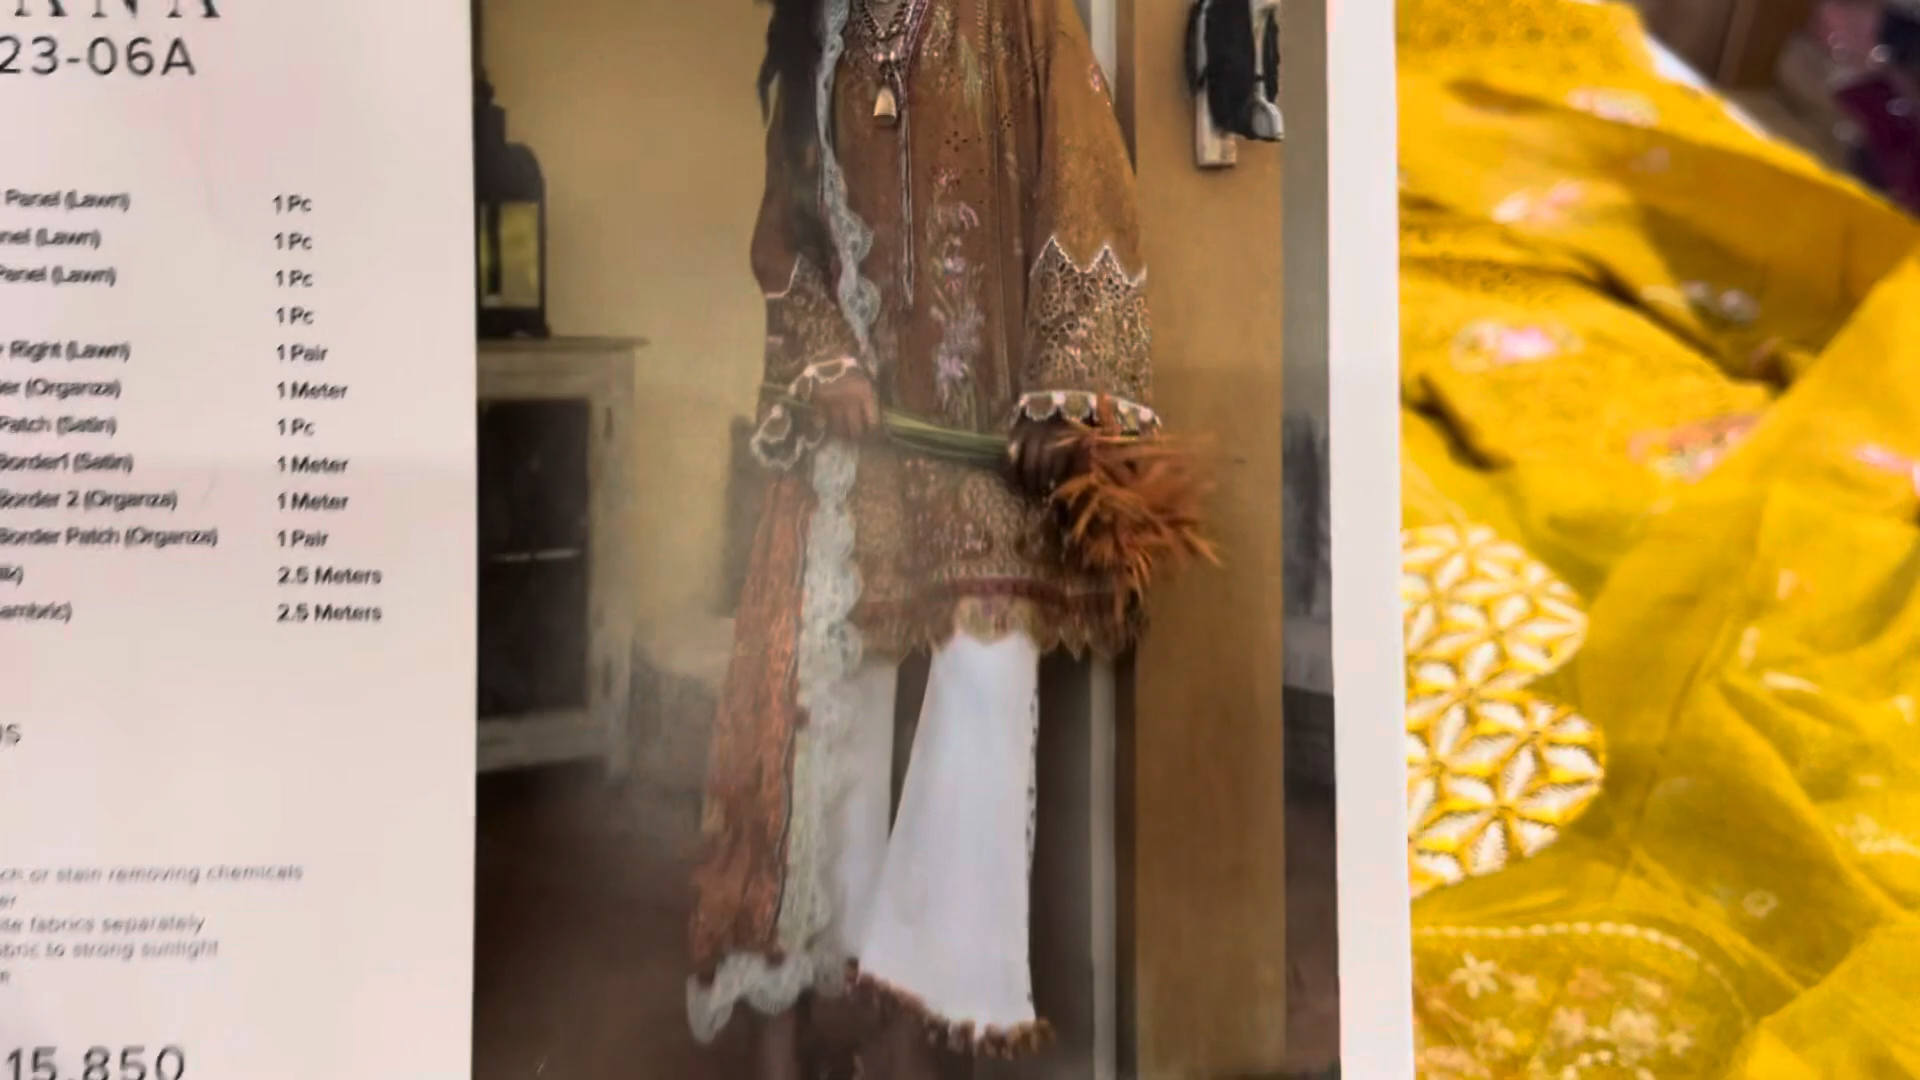 ANA
23-06A
Panel (Lawn) 1 Pc
nel (Lawn) 1 Pc
Panel (Lawn) 1 Pc
1 Pc
Right (Lawn) 1 Pair
er (Organza) 1 Meter
Patch (Satin) 1 Pc
Border1 (Satin) 1 Meter
Border 2 (Organza) 1 Meter
Border Patch (Organza) 1 Pair
2.5 Meters
ambric) 2.5 Meters
ch or stain removing chemicals
er
ite fabrics separately
abric to strong sunlight
15,850